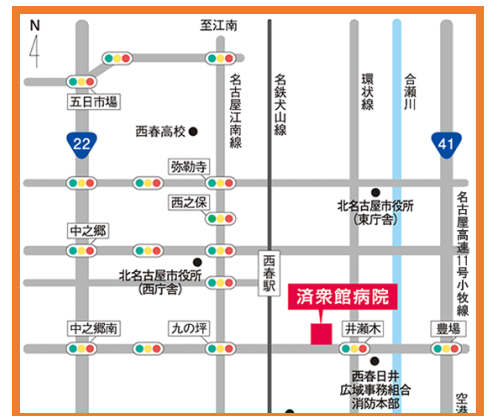 N
至江南
五日市場
名古屋江南線
名鉄犬山線
環状線
合瀬川
西春高校
22
41
弥勒寺
西之保
北名古屋市役所
(東庁舎)
名古屋高速11号小牧線
中之郷
北名古屋市役所
(西庁舎)
西春駅
済衆館病院
中之郷南
九の坪
井瀬木
豊場
西春日井
広域事務組合
消防本部
空港